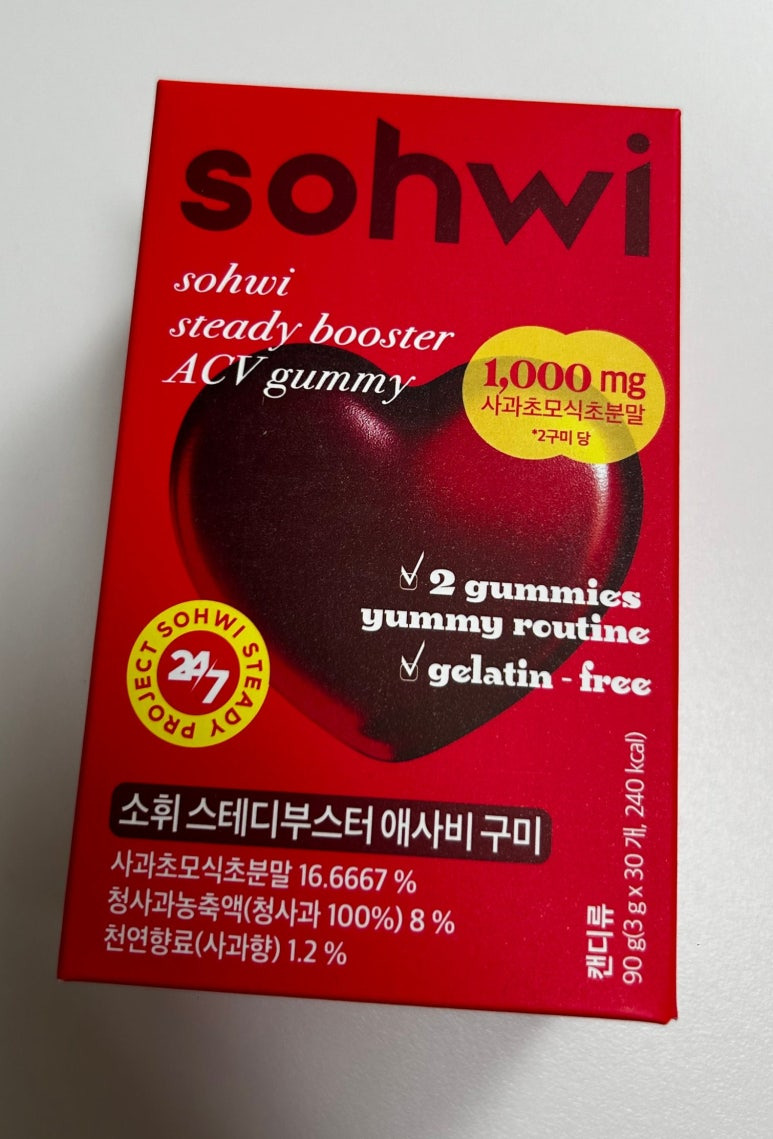 sohwi
sohwi
steady booster
ACV gummy
1,000 mg
사과초모식초분말
*2구미 당
2 gummies
yummy routine
gelatin - free
PROJECT SOHWI STEADY
24/7
소휘 스테디부스터 애사비 구미
사과초모식초분말 16.6667 %
청사과농축액(청사과 100%) 8 %
천연향료(사과향) 1.2 %
캔디류
90 g(3 g x 30 개, 240 kcal)